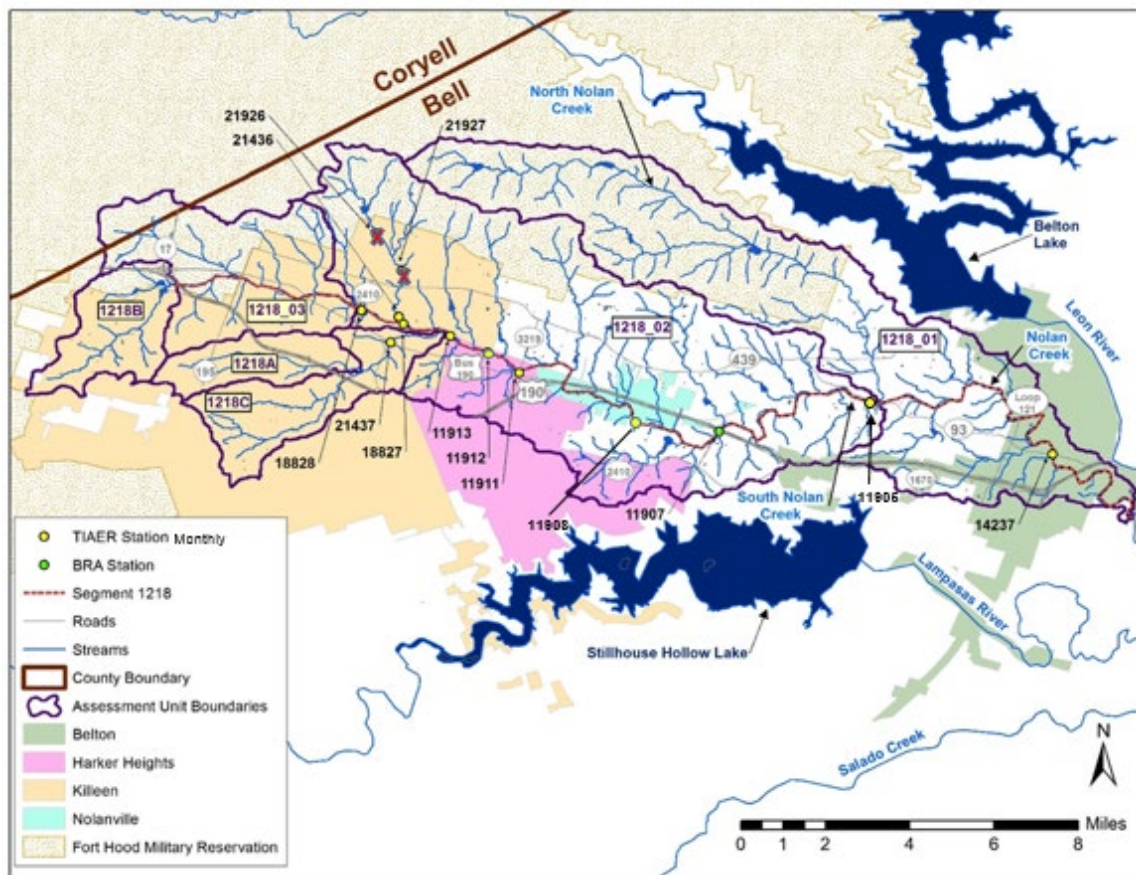 Coryell
Bell
21926
21436
21927
North Nolan
Creek
Belton
Lake
17
2410
1218B
1218_03
1218_02
1218_01
Nolan
Creek
Leon River
195
1218A
1218C
3219
439
Bus
190
190
Loop
121
93
21437
18827
18828
11913
11912
11911
2410
11908
11907
South Nolan
Creek
11905
1670
14237
Lampasas River
Stillhouse Hollow Lake
Salado Creek
TIAER Station Monthly
BRA Station
Segment 1218
Roads
Streams
County Boundary
Assessment Unit Boundaries
Belton
Harker Heights
Killeen
Nolanville
Fort Hood Military Reservation
N
Miles
0 1 2 4 6 8